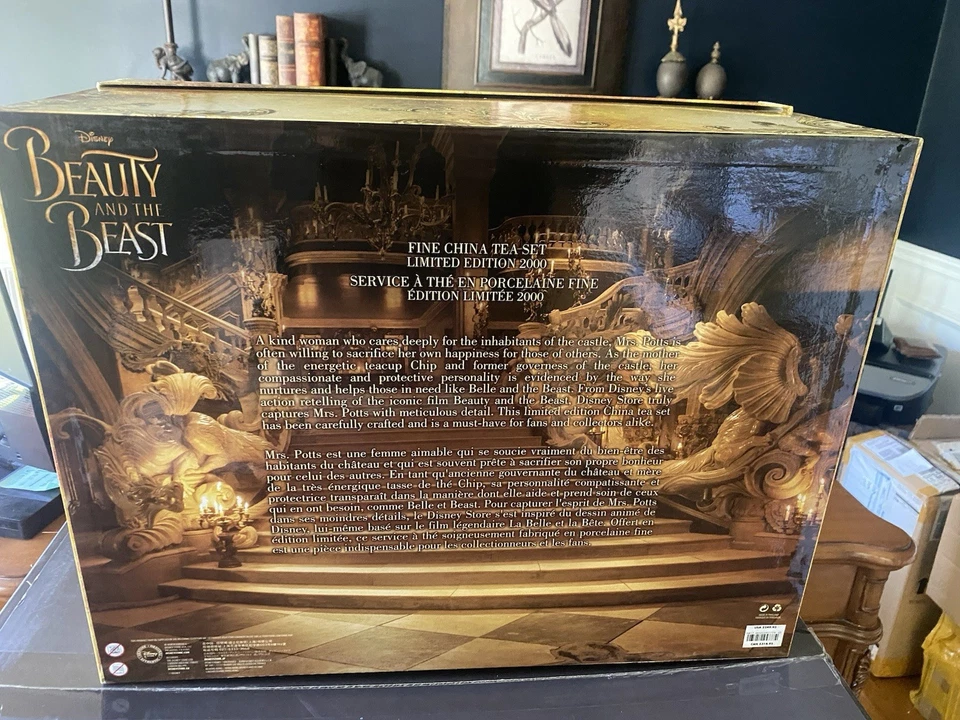 Disney
BEAUTY
AND THE
BEAST
FINE CHINA TEA SET
LIMITED EDITION 2000
SERVICE À THÉ EN PORCELAINE FINE
ÉDITION LIMITÉE 2000
A kind woman who cares deeply for the inhabitants of the castle, Mrs. Potts is
often willing to sacrifice her own happiness for those of others. As the mother
of the energetic teacup Chip and former governess of the castle, her
compassionate and protective personality is evidenced by the way she
nurtures and helps those in need like Belle and the Beast. From Disney's live
action retelling of the iconic film Beauty and the Beast, Disney Store truly
captures Mrs. Potts with meticulous detail. This limited edition China tea set
has been carefully crafted and is a must-have for fans and collectors alike.
Mrs. Potts est une femme aimable qui se soucie vraiment du bien-être des
habitants du château et qui est souvent prête à sacrifier son propre bonheur
pour celui des autres. En tant qu'ancienne gouvernante du château et mère
de la très énergique tasse de thé Chip, sa personnalité compatissante et
protectrice transparaît dans la manière dont elle aide et prend soin de ceux
qui en ont besoin, comme Belle et Beast. Pour capturer l'esprit de Mrs. Potts
dans ses moindres détails, le Disney Store s'est inspiré du dessin animé de
Disney, lui-même basé sur le film légendaire La Belle et la Bête. Offert en
édition limitée, ce service à thé soigneusement fabriqué en porcelaine fine
est une pièce indispensable pour les collectionneurs et les fans.